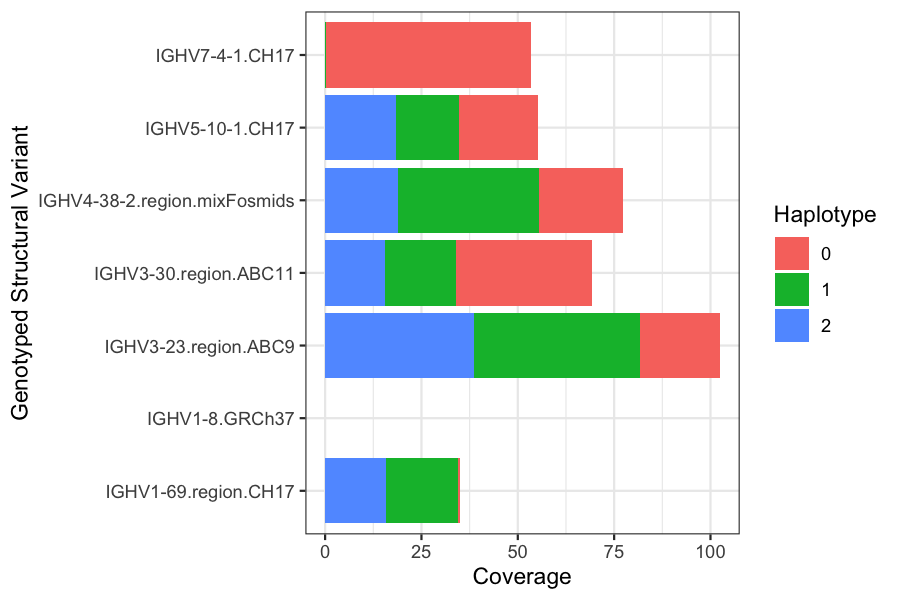 Genotyped Structural Variant
IGHV7-4-1.CH17
IGHV5-10-1.CH17
IGHV4-38-2.region.mixFosmids
IGHV3-30.region.ABC11
IGHV3-23.region.ABC9
IGHV1-8.GRCh37
IGHV1-69.region.CH17
0 25 50 75 100
Coverage
Haplotype
0
1
2